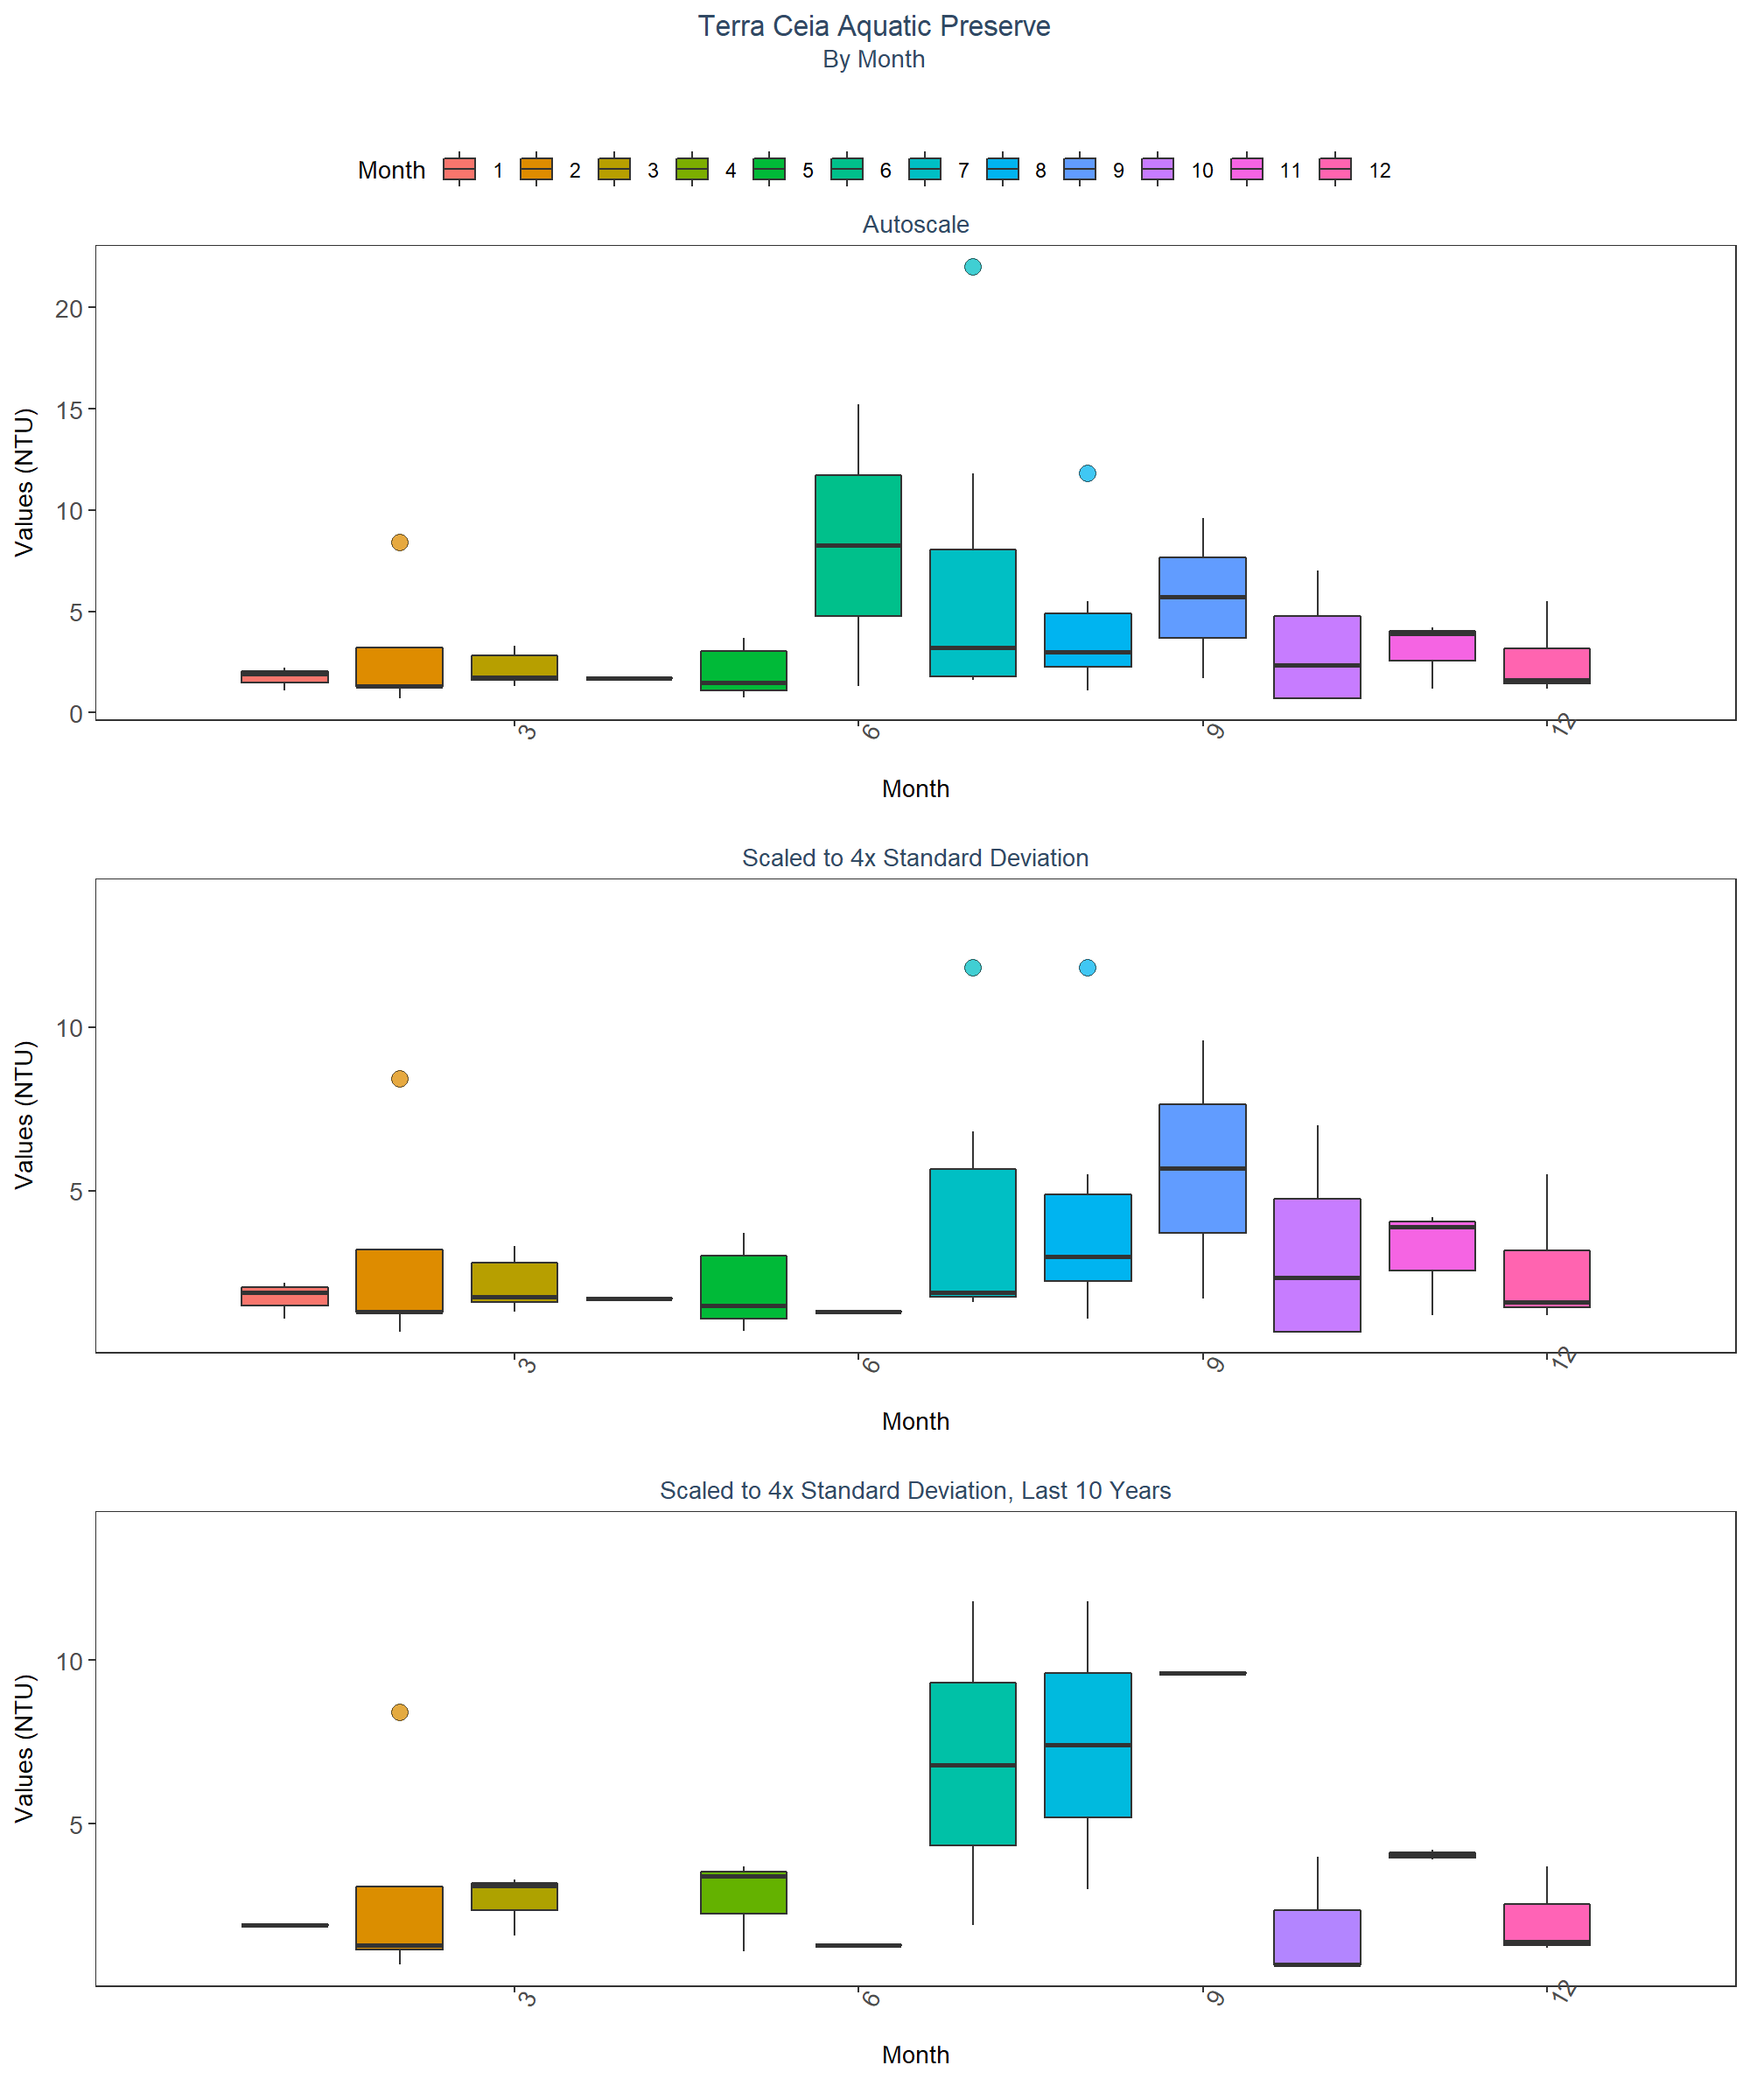 Terra Ceia Aquatic Preserve
By Month
Month 1 2 3 4 5 6 7 8 9 10 11 12
Autoscale
Values (NTU)
20
15
10
5
0
3 6 9 12
Month
Scaled to 4x Standard Deviation
Values (NTU)
10
5
3 6 9 12
Month
Scaled to 4x Standard Deviation, Last 10 Years
Values (NTU)
10
5
3 6 9 12
Month